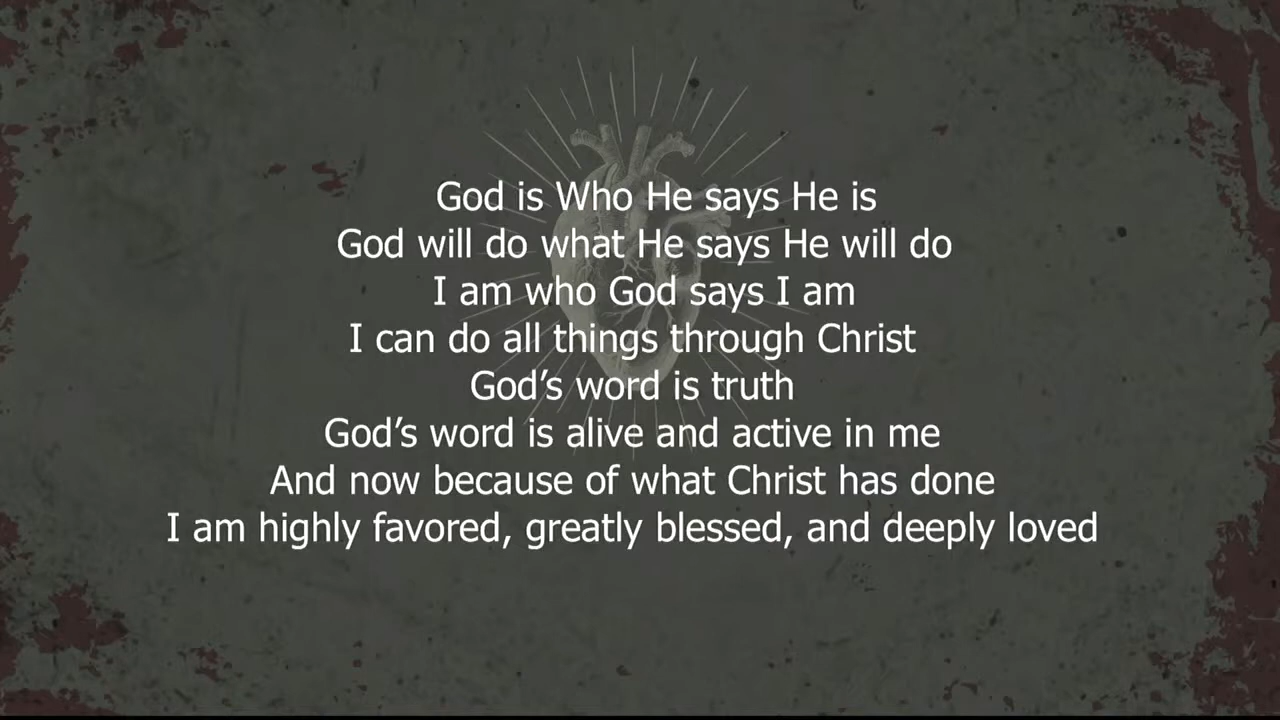 God is Who He says He is
God will do what He says He will do
I am who God says I am
I can do all things through Christ
God’s word is truth
God’s word is alive and active in me
And now because of what Christ has done
I am highly favored, greatly blessed, and deeply loved